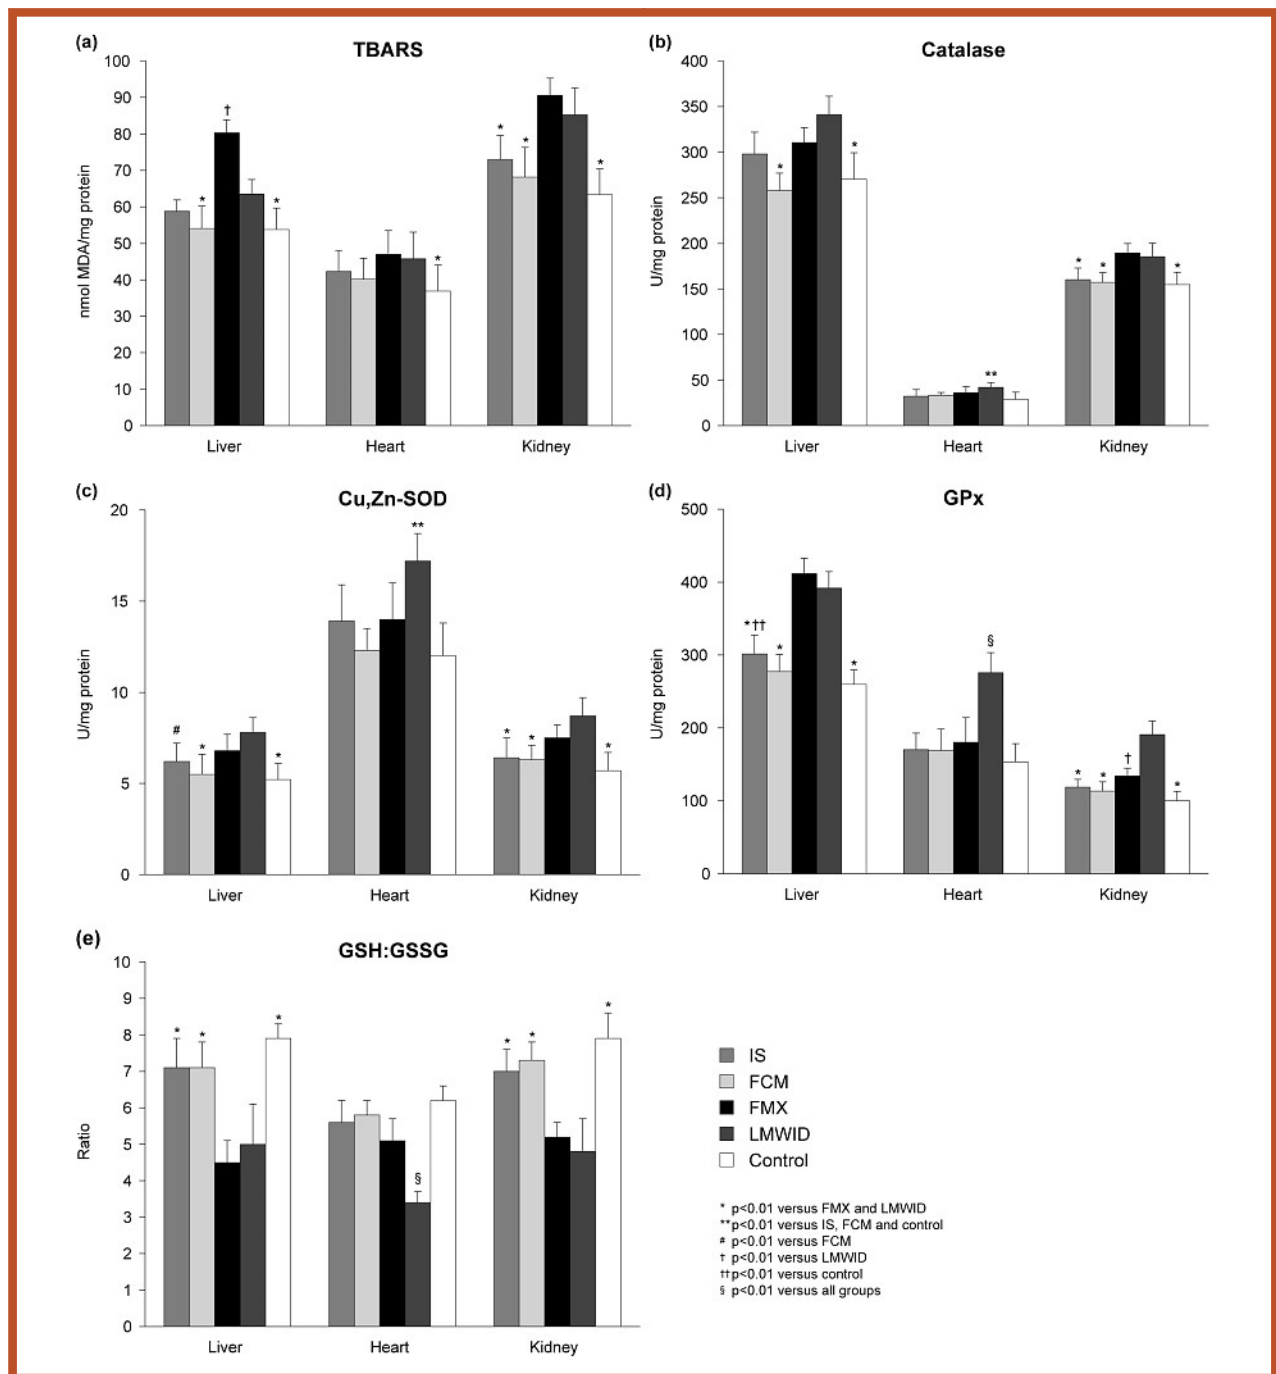 (a)
TBARS
100
90
80
70
60
50
40
30
20
10
0
nmol MDA/mg protein
†
*
*
*
*
*
*
Liver
Heart
Kidney
(b)
Catalase
400
350
300
250
200
150
100
50
0
U/mg protein
*
*
**
*
*
*
Liver
Heart
Kidney
(c)
Cu,Zn-SOD
20
15
10
5
0
U/mg protein
#
*
*
**
*
*
*
Liver
Heart
Kidney
(d)
GPx
500
400
300
200
100
0
U/mg protein
*††
*
*
§
*
*
†
*
Liver
Heart
Kidney
(e)
GSH:GSSG
10
9
8
7
6
5
4
3
2
1
0
Ratio
*
*
*
§
*
*
*
Liver
Heart
Kidney
IS
FCM
FMX
LMWID
Control
* p<0.01 versus FMX and LMWID
**p<0.01 versus IS, FCM and control
# p<0.01 versus FCM
† p<0.01 versus LMWID
††p<0.01 versus control
§ p<0.01 versus all groups